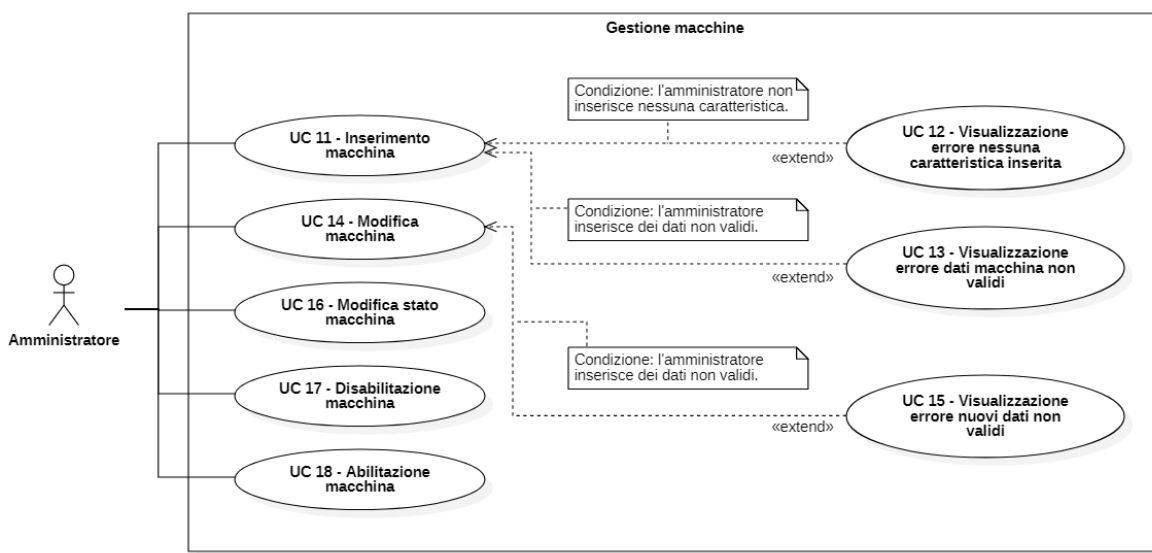 Gestione macchine
Condizione: l'amministratore non
inserisce nessuna caratteristica.
UC 11 - Inserimento
macchina
UC 12 - Visualizzazione
errore nessuna
caratteristica inserita
«extend»
UC 14 - Modifica
macchina
Condizione: l'amministratore
inserisce dei dati non validi.
UC 13 - Visualizzazione
errore dati macchina non
validi
«extend»
UC 16 - Modifica stato
macchina
Amministratore
Condizione: l'amministratore
inserisce dei dati non validi.
UC 17 - Disabilitazione
macchina
UC 15 - Visualizzazione
errore nuovi dati non
validi
«extend»
UC 18 - Abilitazione
macchina